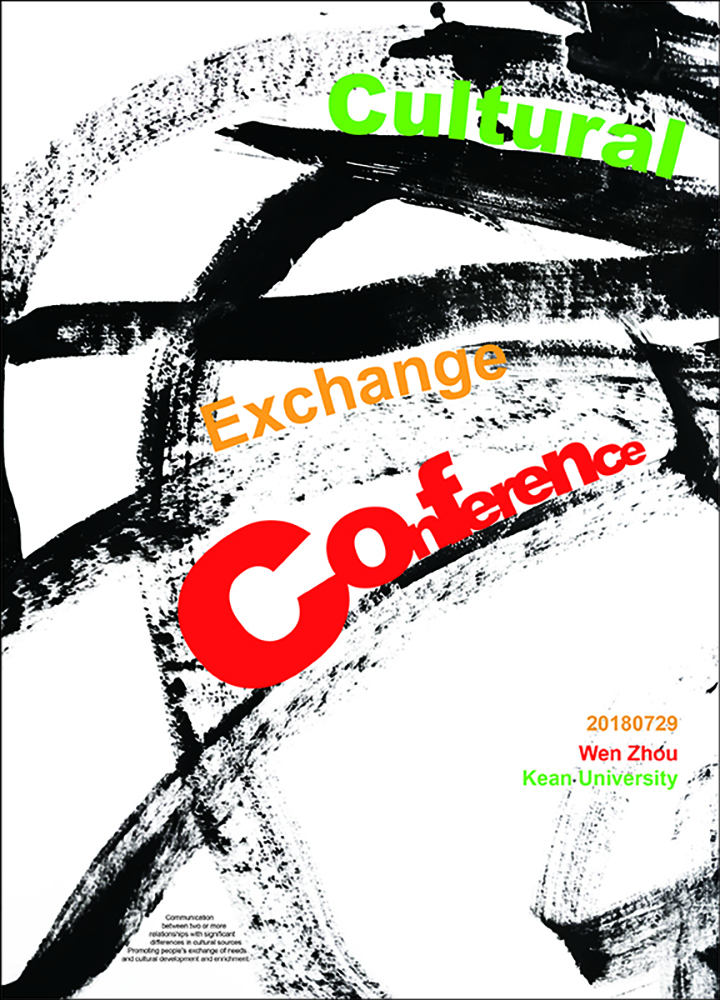 Cultural
Exchange
Conference
20180729
Wen Zhou
Kean University
Communication
between two or more
relationships with significant
differences in cultural sources
Promoting people's exchange of needs
and cultural development and enrichment.